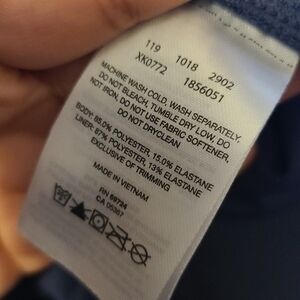 119 1018 2902
XK0772 1856051
MACHINE WASH COLD, WASH SEPARATELY,
DO NOT BLEACH, TUMBLE DRY LOW, DO
NOT IRON, DO NOT USE FABRIC SOFTENER,
DO NOT DRYCLEAN
BODY: 85.0% POLYESTER, 15.0% ELASTANE
LINER: 87% POLYESTER, 13% ELASTANE
EXCLUSIVE OF TRIMMING
MADE IN VIETNAM
RN 69724
CA 05367